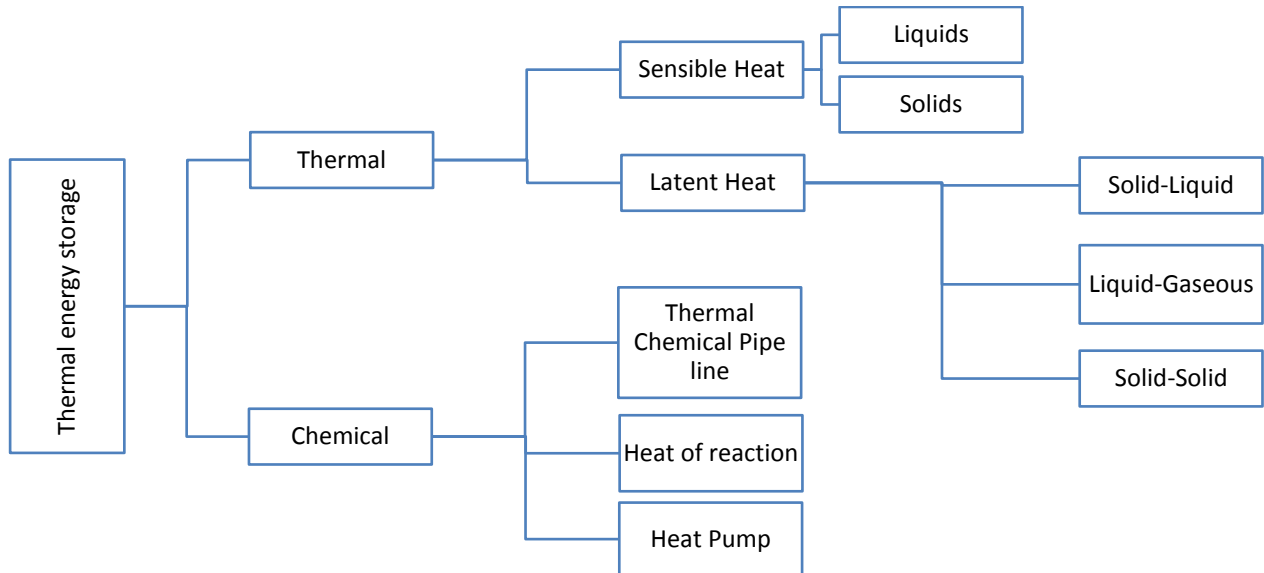 Thermal energy storage
Thermal
Sensible Heat
Liquids
Solids
Latent Heat
Solid-Liquid
Liquid-Gaseous
Solid-Solid
Chemical
Thermal
Chemical Pipe
line
Heat of reaction
Heat Pump